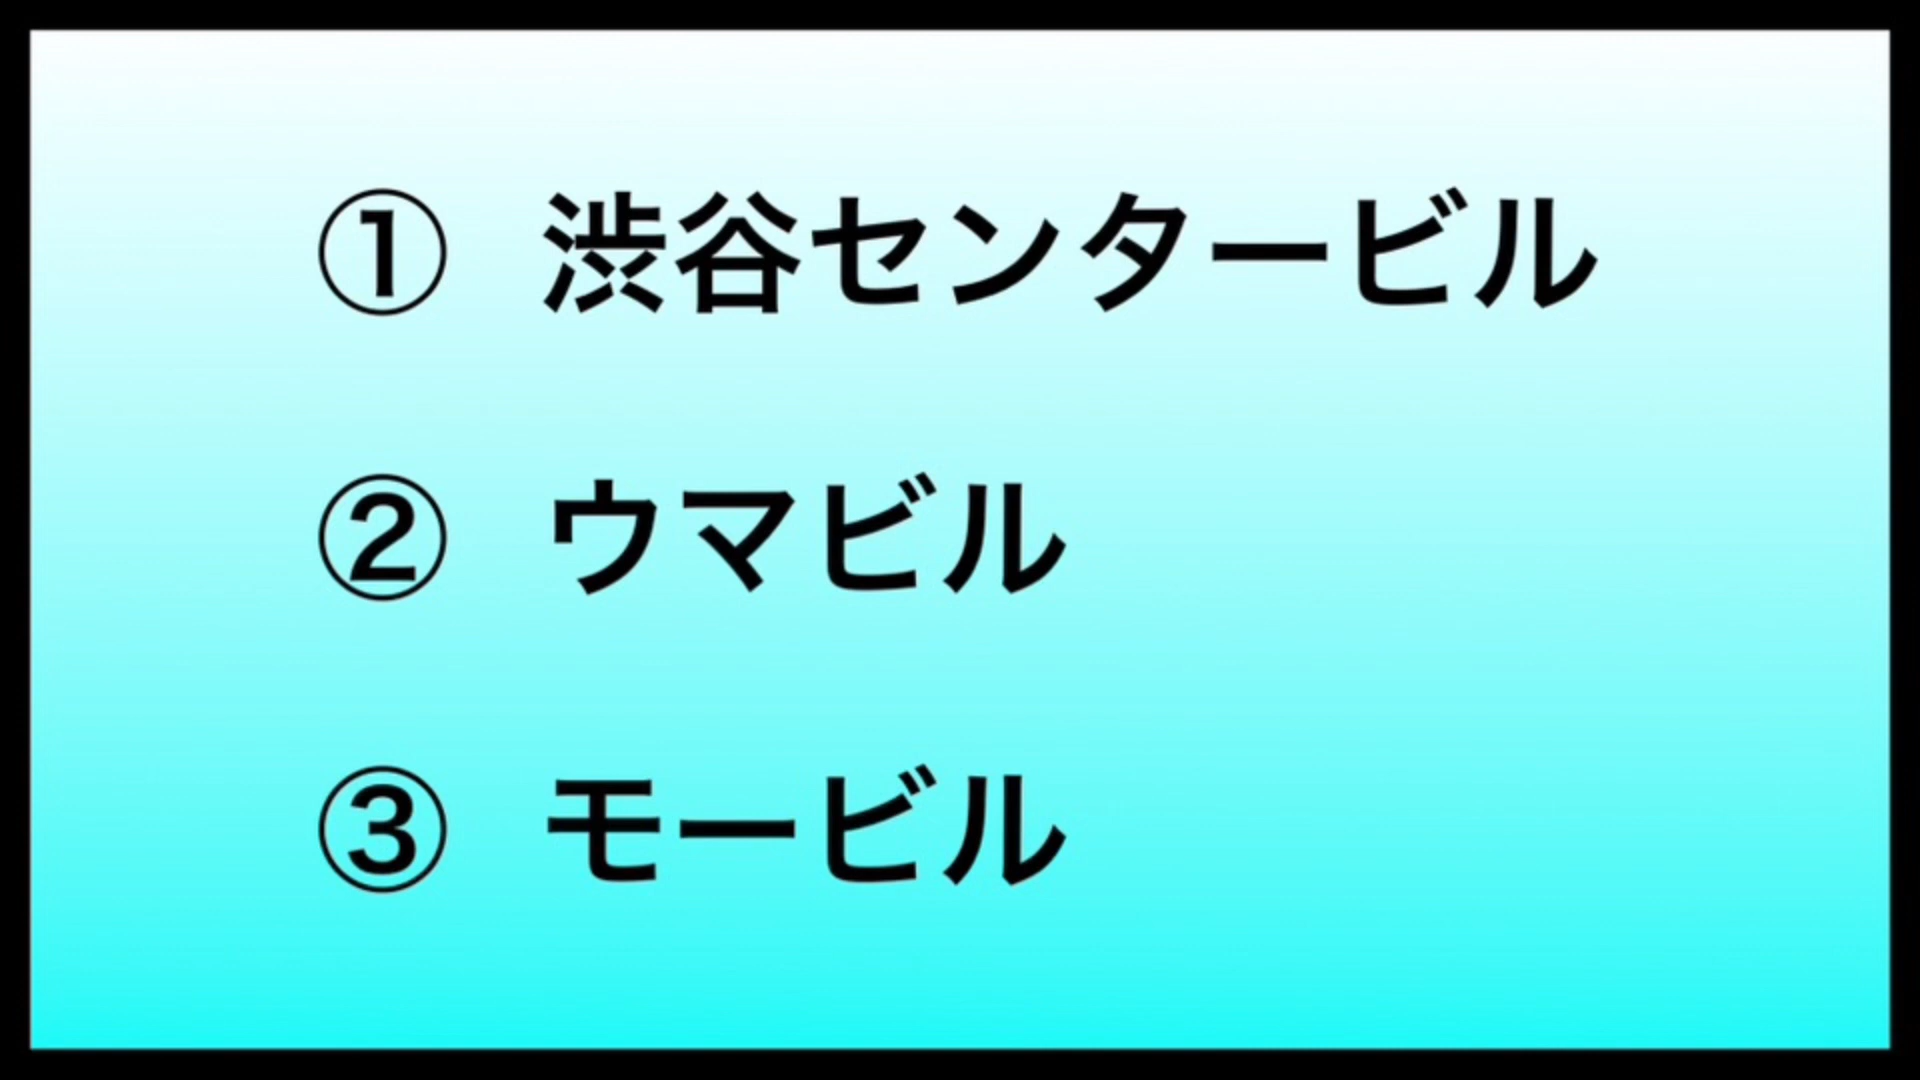 ① 渋谷センタービル
② ウマビル
③ モービル